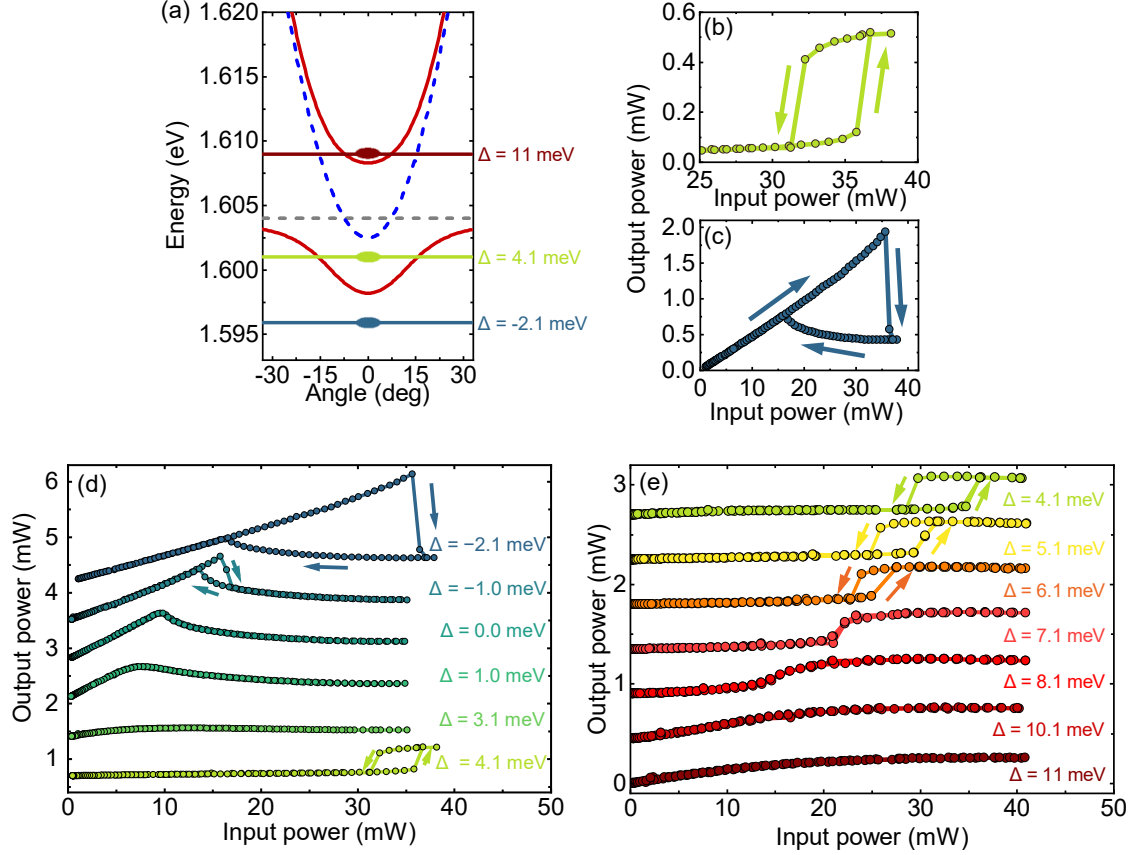 (a)
1.620
1.615
1.610
1.605
1.600
1.595
Energy (eV)
-30 -15 0 15 30
Angle (deg)
Δ = 11 meV
Δ = 4.1 meV
Δ = -2.1 meV
(b)
0.6
0.4
0.2
0.0
25 30 35 40
Input power (mW)
Output power (mW)
(c)
2.0
1.5
1.0
0.5
0.0
0 10 20 30 40
Input power (mW)
(d)
6
5
4
3
2
1
Output power (mW)
Δ = −2.1 meV
Δ = −1.0 meV
Δ = 0.0 meV
Δ = 1.0 meV
Δ = 3.1 meV
Δ = 4.1 meV
0 10 20 30 40 50
Input power (mW)
(e)
3
2
1
0
Output power (mW)
Δ = 4.1 meV
Δ = 5.1 meV
Δ = 6.1 meV
Δ = 7.1 meV
Δ = 8.1 meV
Δ = 10.1 meV
Δ = 11 meV
0 10 20 30 40 50
Input power (mW)